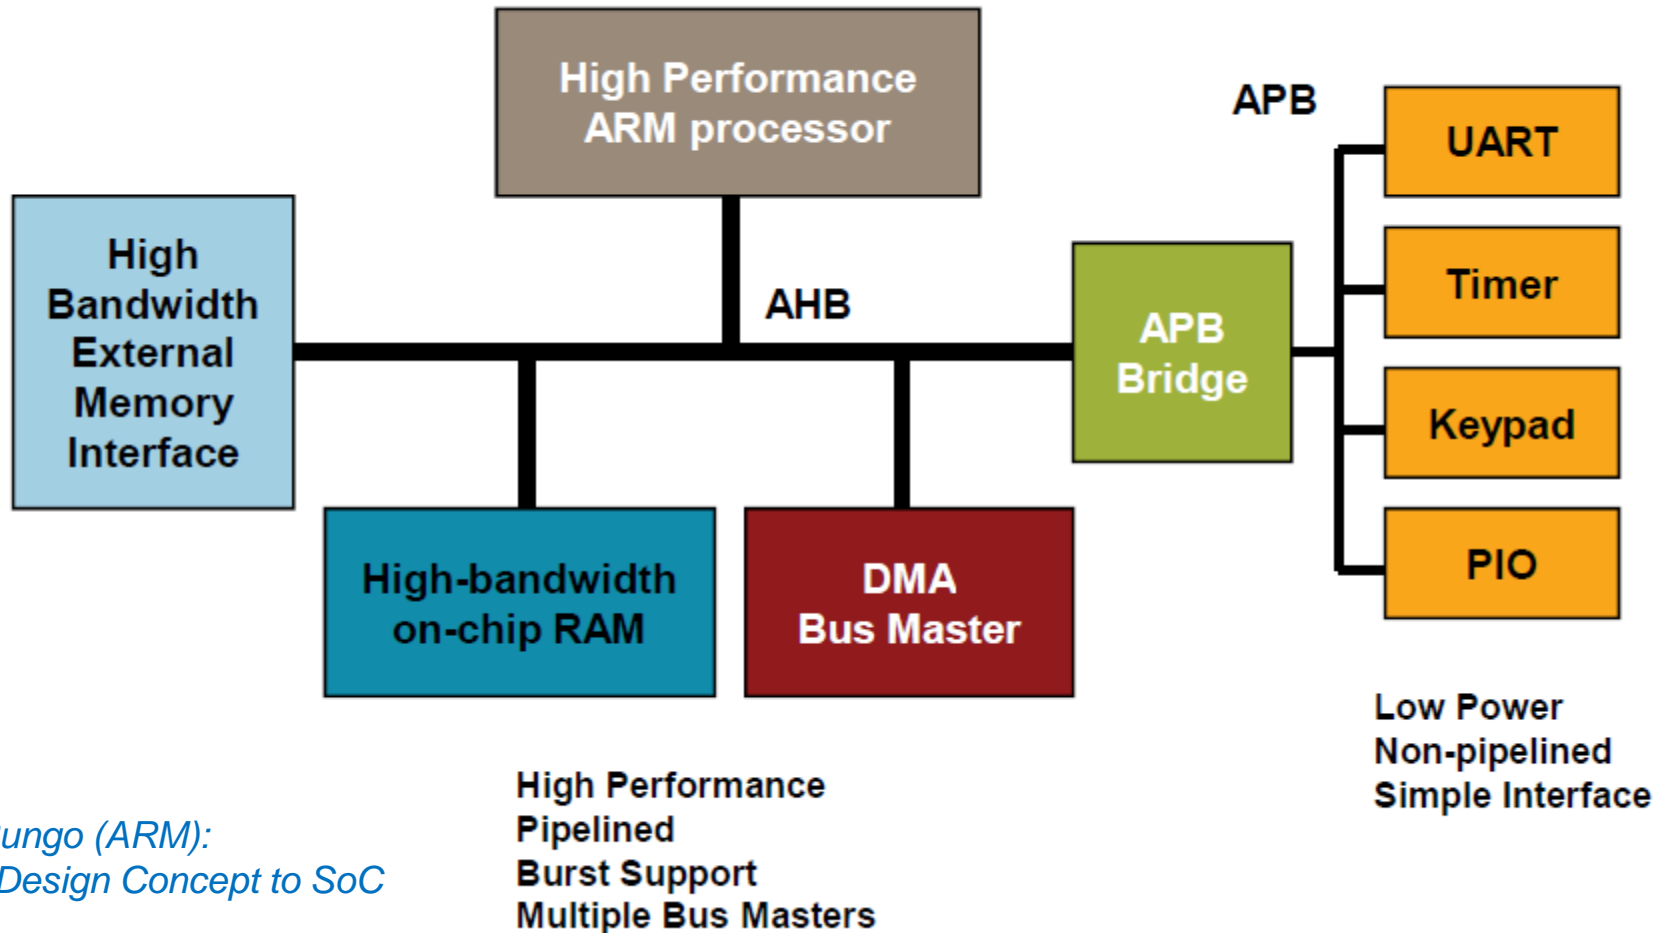 High Performance
ARM processor
APB
UART
High
Bandwidth
External
Memory
Interface
AHB
APB
Bridge
Timer
Keypad
PIO
High-bandwidth
on-chip RAM
DMA
Bus Master
Low Power
Non-pipelined
Simple Interface
High Performance
Pipelined
Burst Support
Multiple Bus Masters
(ARM):
Design Concept to SoC